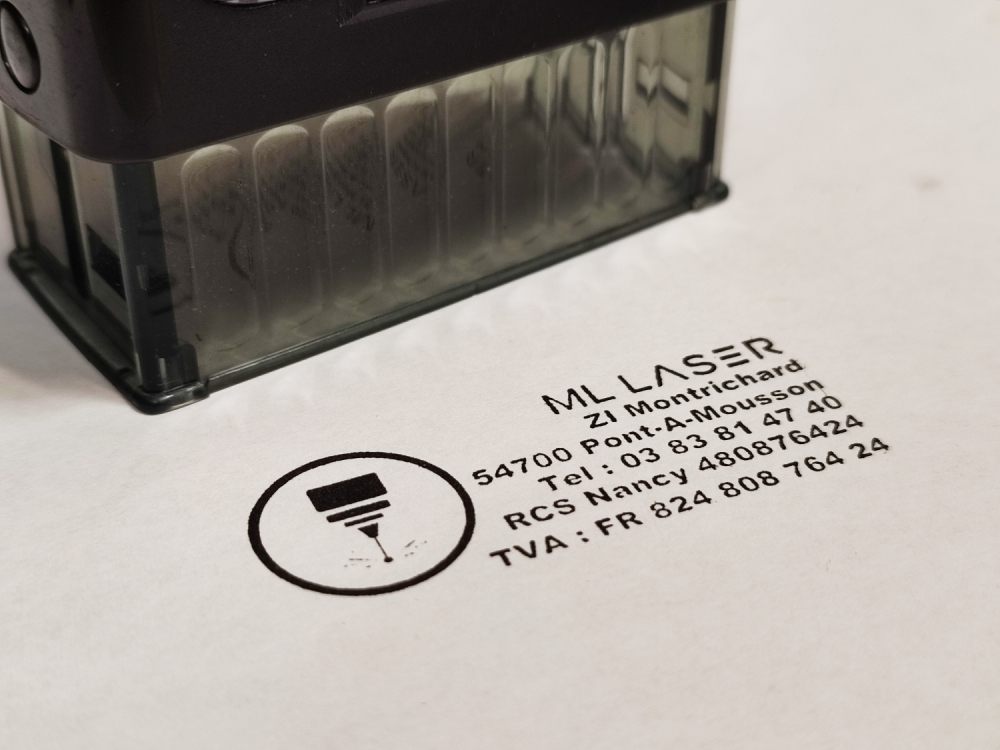 ML LASER
ZI Montrichard
54700 Pont-A-Mousson
Tel : 03 83 81 47 40
RCS Nancy 480876424
TVA : FR 824 808 764 24